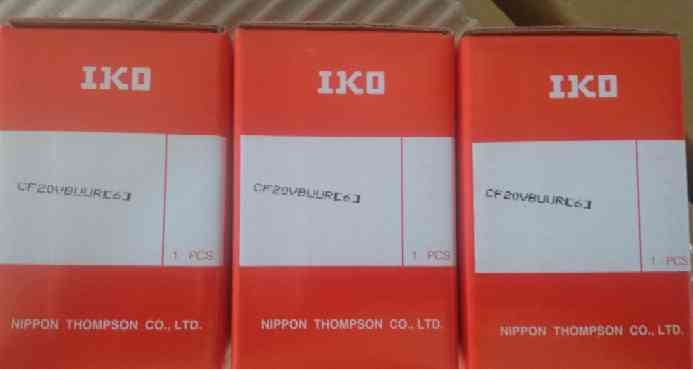 IKO
CF20VBUUR[6]
1 PCS
NIPPON THOMPSON CO., LTD.
IKO
CF20VBUUR[6]
1 PCS
NIPPON THOMPSON CO., LTD.
IKO
CF20VBUUR[6]
1 PCS
NIPPON THOMPSON CO., LTD.